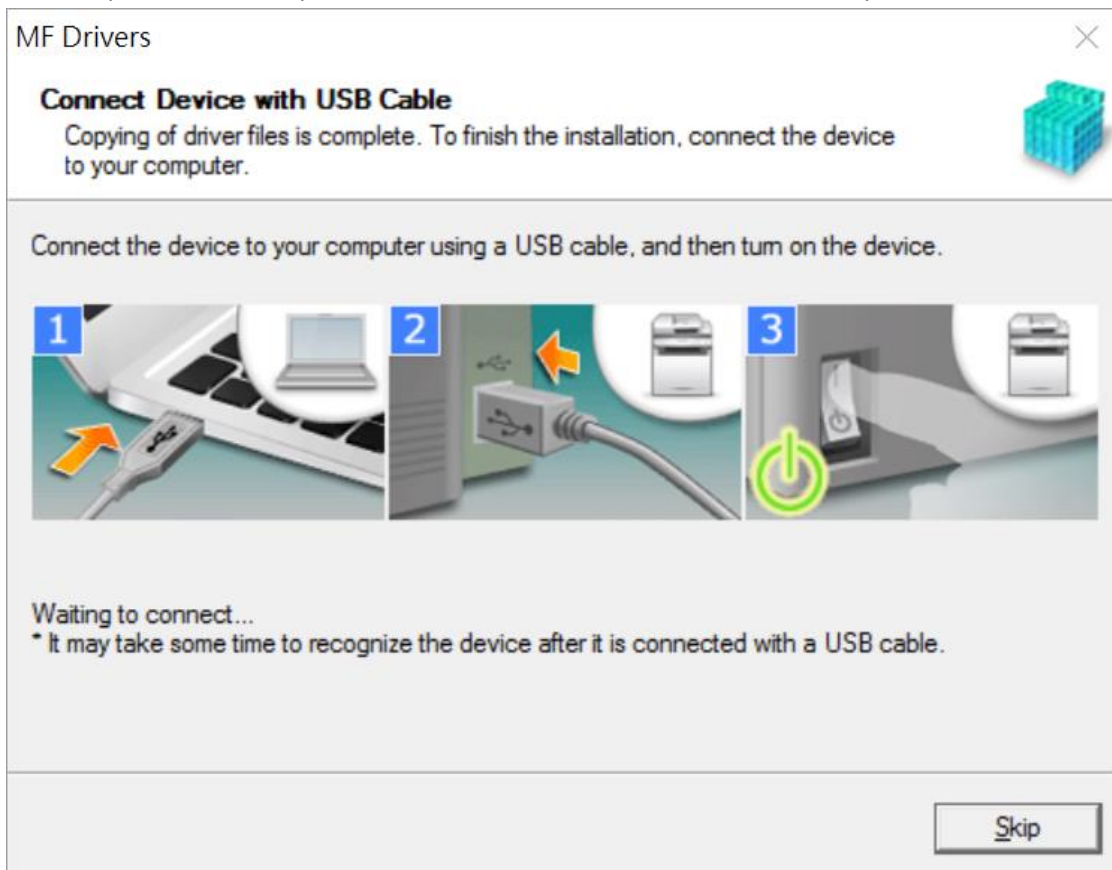 MF Drivers
Connect Device with USB Cable
Copying of driver files is complete. To finish the installation, connect the device
to your computer.
Connect the device to your computer using a USB cable, and then turn on the device.
1
2
3
Waiting to connect...
* It may take some time to recognize the device after it is connected with a USB cable.
Skip